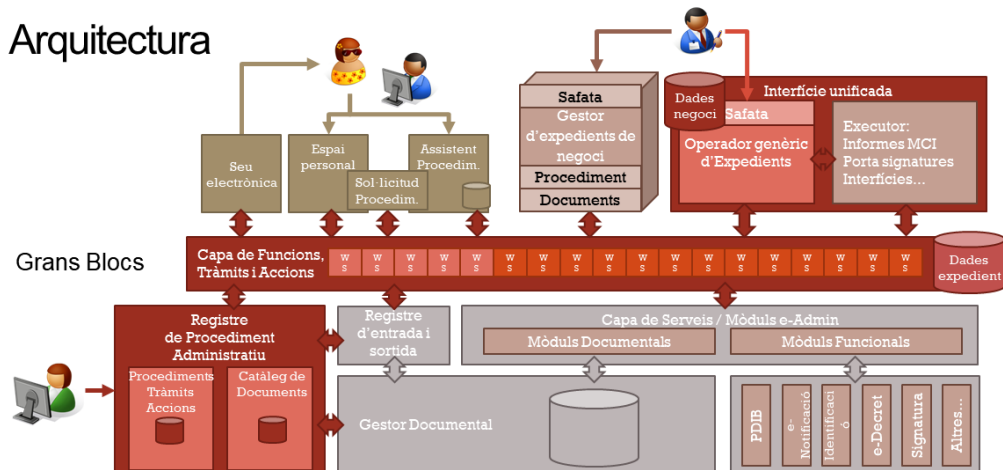 Arquitectura
Seu
electrònica
Espai
personal
Assistent
Procedim.
Sol·licitud
Procedim.
Safata
Gestor
d'expedients de
negoci
Procediment
Documents
Dades
negoci
Interfície unificada
Safata
Operador genèric
d'Expedients
Executor:
Informes MCI
Porta signatures
Interfícies...
Grans Blocs
Capa de Funcions,
Tràmits i Accions
W W W W W W W W W W W W W W W W W W
S S S S S S S S S S S S S S S S S S
Dades
expedient
Registre
de Procediment
Administratiu
Procediments
Tràmits
Accions
Catàleg de
Documents
Registre
d'entrada i
sortida
Capa de Serveis / Mòduls e-Admin
Mòduls Documentals
Mòduls Funcionals
Gestor Documental
PDIB
e-
Notificació
Identificaci
ó
e-Decret
Signatura
Altres...